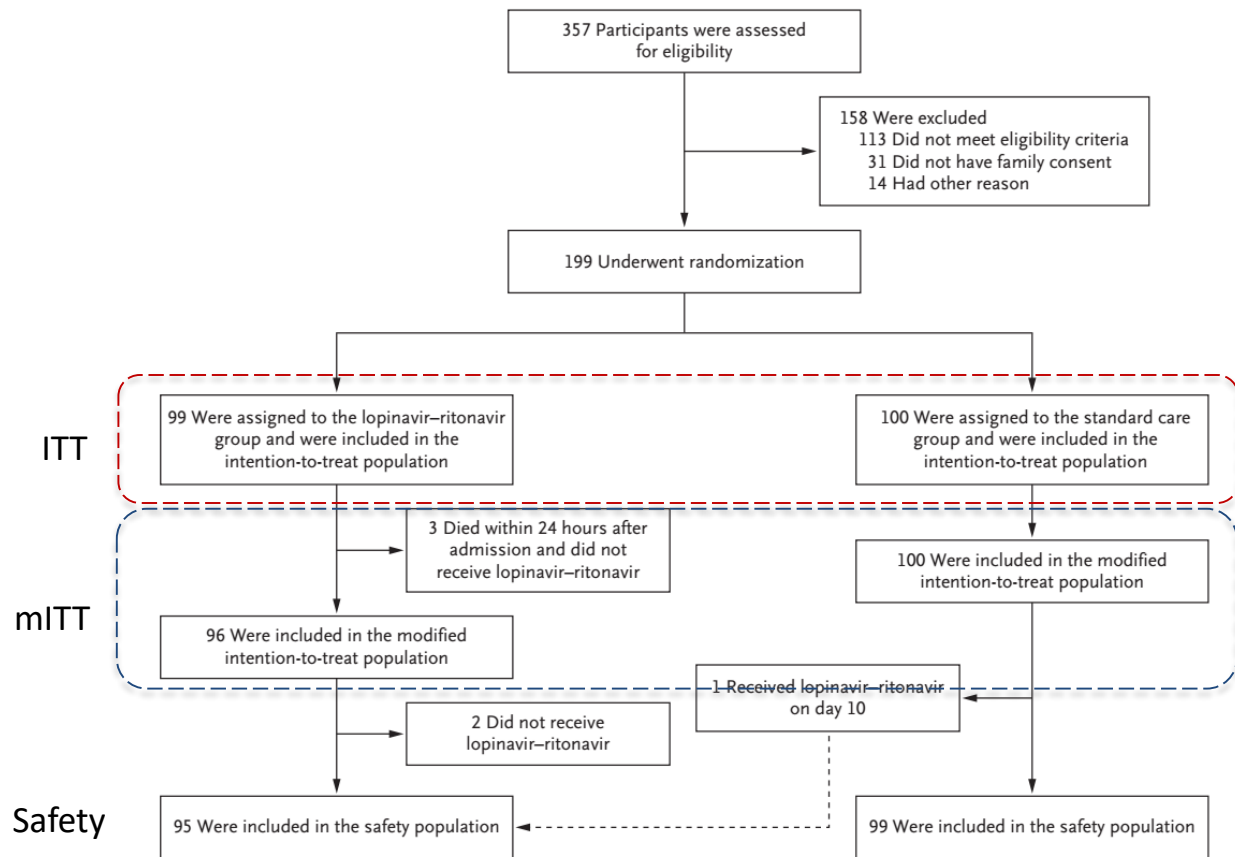 357 Participants were assessed
for eligibility
158 Were excluded
113 Did not meet eligibility criteria
31 Did not have family consent
14 Had other reason
199 Underwent randomization
ITT
99 Were assigned to the lopinavir–ritonavir
group and were included in the
intention-to-treat population
100 Were assigned to the standard care
group and were included in the
intention-to-treat population
mITT
3 Died within 24 hours after
admission and did not
receive lopinavir–ritonavir
100 Were included in the modified
intention-to-treat population
96 Were included in the modified
intention-to-treat population
1 Received lopinavir–ritonavir
on day 10
2 Did not receive
lopinavir–ritonavir
Safety
95 Were included in the safety population
99 Were included in the safety population